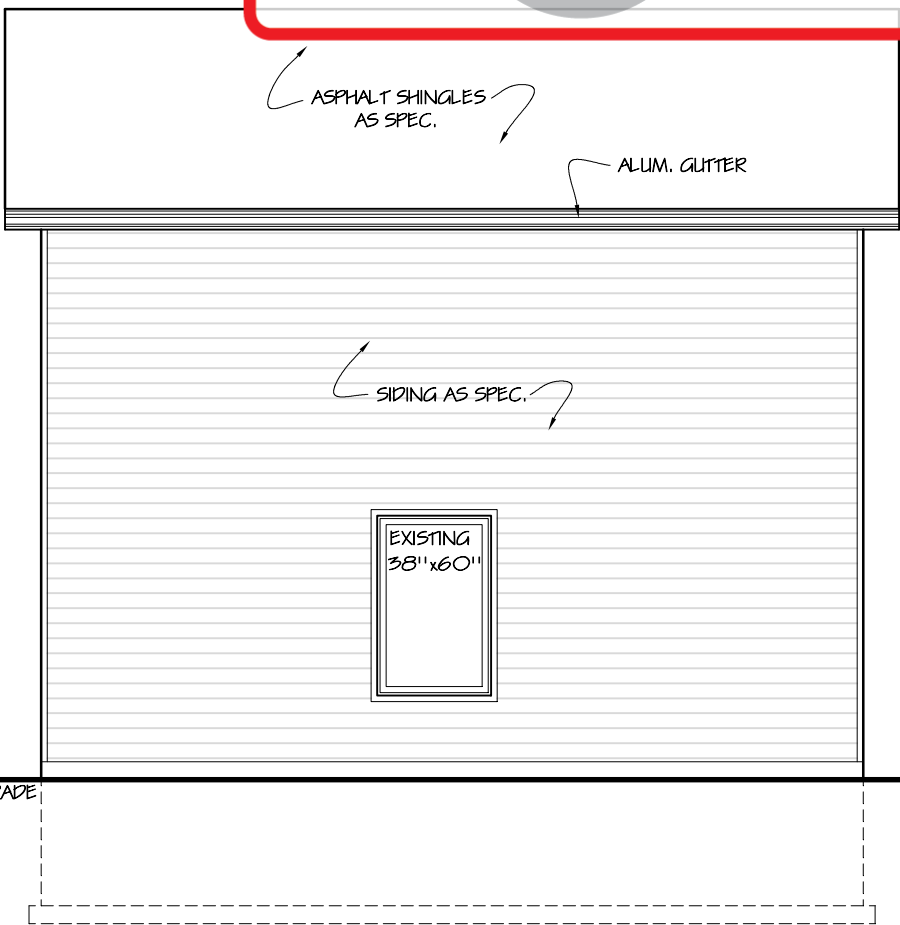 ASPHALT SHINGLES
AS SPEC.
ALUM. GUTTER
SIDING AS SPEC.
EXISTING
38"x60"